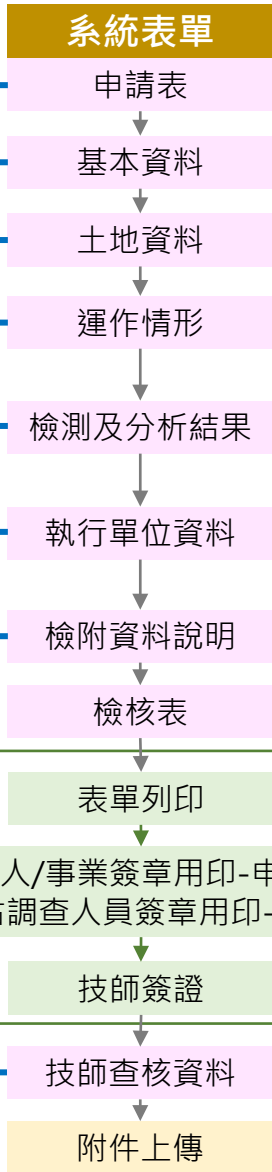 系統表單
申請表
基本資料
土地資料
運作情形
檢測及分析結果
執行單位資料
檢附資料說明
檢核表
表單列印
人/事業簽章用印-申
調查人員簽章用印-
技師簽證
技師查核資料
附件上傳